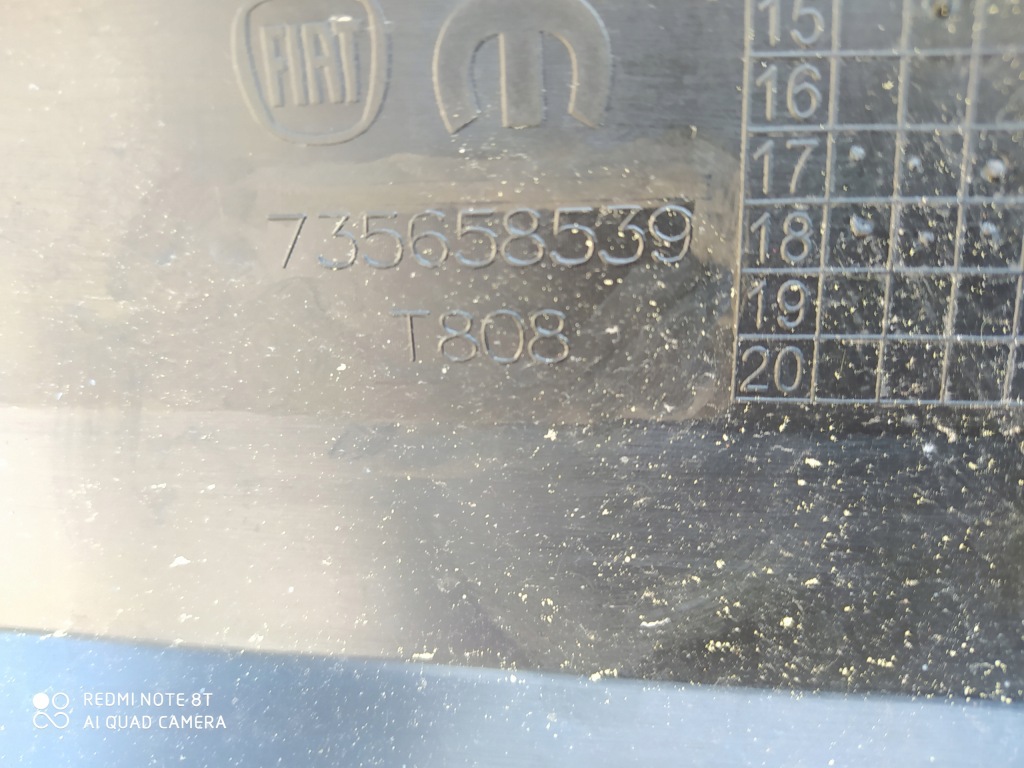 FIAT
735658539
T808
15
16
17
18
19
20
REDMI NOTE 8T
AI QUAD CAMERA